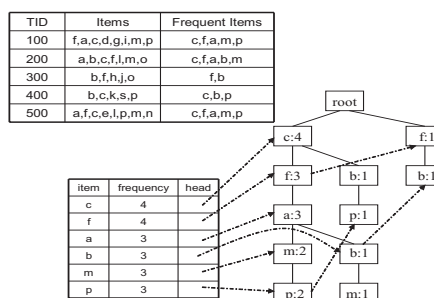 TID Items Frequent Items
100 f,a,c,d,g,i,m,p c,f,a,m,p
200 a,b,c,f,l,m,o c,f,a,b,m
300 b,f,h,j,o f,b
400 b,c,k,s,p c,b,p
500 a,f,c,e,l,p,m,n c,f,a,m,p
root
c:4 f:1
f:3 b:1 b:1
a:3 p:1
m:2 b:1
p:2 m:1
item frequency head
c 4
f 4
a 3
b 3
m 3
p 3